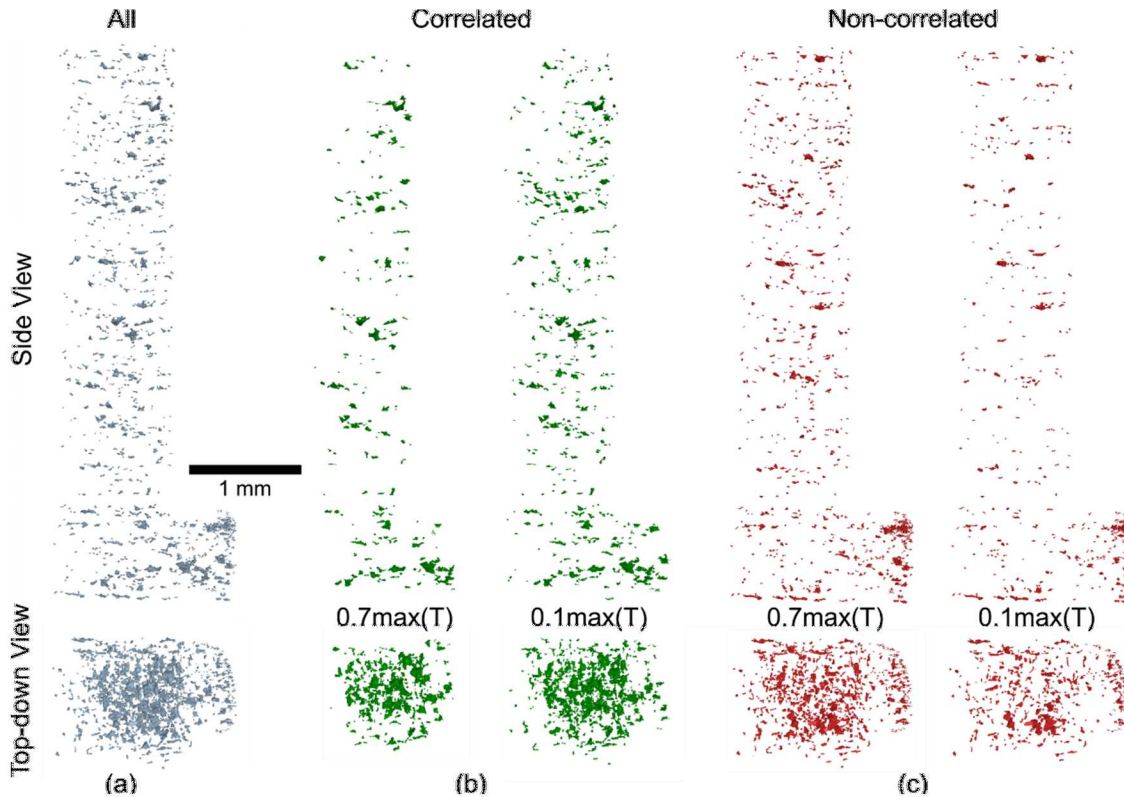 All
Correlated
Non-correlated
Side View
1 mm
0.7max(T)
0.1max(T)
0.7max(T)
0.1max(T)
Top-down View
(a)
(b)
(c)